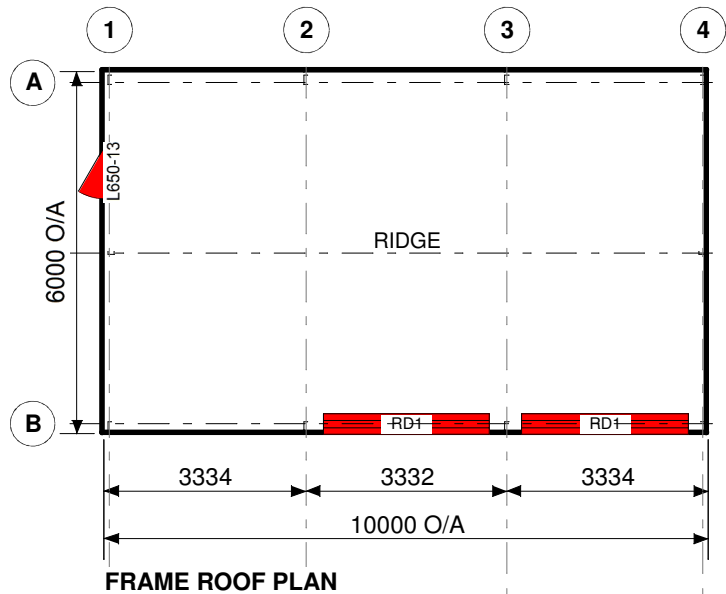 1 2 3 4
A
L650-13
6000 O/A
RIDGE
B
RD1 RD1
3334 3332 3334
10000 O/A
FRAME ROOF PLAN